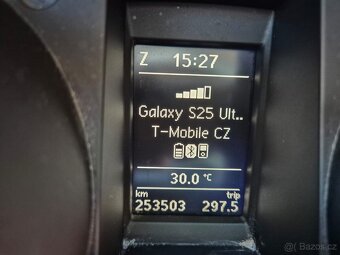 Z 15:27
Galaxy S25 Ult..
T-Mobile CZ
30.0 °C
km trip
253503 297.5
Bazos.cz